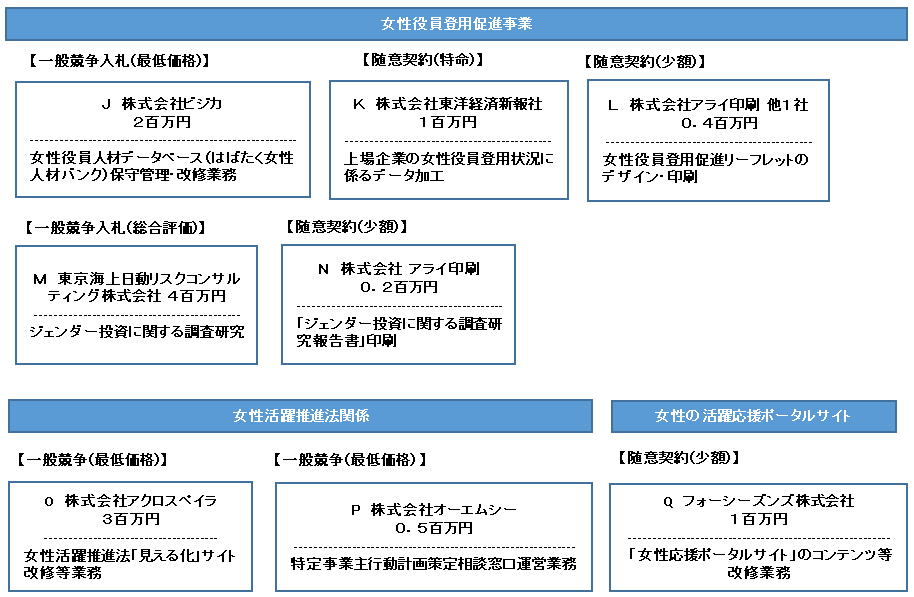 女性役員登用促進事業
【一般競争入札(最低価格)】
J 株式会社ビジカ
2百万円
女性役員人材データベース(はばたく女性
人材バンク)保守管理・改修業務
【随意契約(特命)】
K 株式会社東洋経済新報社
1百万円
上場企業の女性役員登用状況に
係るデータ加工
【随意契約(少額)】
L 株式会社アライ印刷 他1社
0.4百万円
女性役員登用促進リーフレットの
デザイン・印刷
【一般競争入札(総合評価)】
M 東京海上日動リスクコンサル
ティング株式会社 4百万円
ジェンダー投資に関する調査研究
【随意契約(少額)】
N 株式会社 アライ印刷
0.2百万円
「ジェンダー投資に関する調査研
究報告書」印刷
女性活躍推進法関係
【一般競争(最低価格)】
O 株式会社アクロスペイラ
3百万円
女性活躍推進法「見える化」サイト
改修等業務
【一般競争(最低価格)】
P 株式会社オーエムシー
0.5百万円
特定事業主行動計画策定相談窓口運営業務
女性の活躍応援ポータルサイト
【随意契約(少額)】
Q フォーシーズンズ株式会社
1百万円
「女性応援ポータルサイト」のコンテンツ等
改修業務